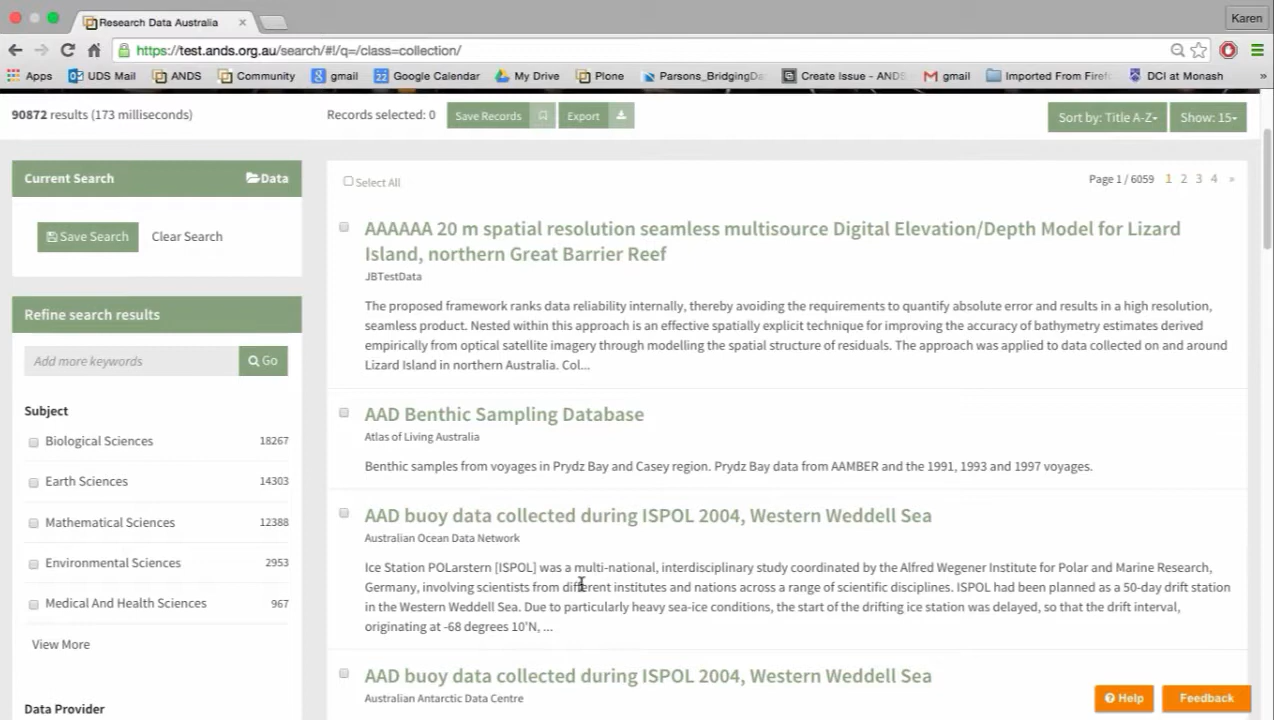 Research Data Australia
Karen
https://test.ands.org.au/search/#!/q=/class=collection/
Apps UDS Mail ANDS Community gmail Google Calendar My Drive Plone Parsons_BridgingDa Create Issue - ANDS gmail Imported From Firef DCI at Monash »
90872 results (173 milliseconds)
Records selected: 0
Save Records
Export
Sort by: Title A-Z
Show: 15
Current Search
Data
Save Search
Clear Search
Refine search results
Add more keywords
Go
Subject
Biological Sciences 18267
Earth Sciences 14303
Mathematical Sciences 12388
Environmental Sciences 2953
Medical And Health Sciences 967
View More
Data Provider
Select All
Page 1 / 6059 1 2 3 4 »
AAAAAA 20 m spatial resolution seamless multisource Digital Elevation/Depth Model for Lizard
Island, northern Great Barrier Reef
JBTestData
The proposed framework ranks data reliability internally, thereby avoiding the requirements to quantify absolute error and results in a high resolution,
seamless product. Nested within this approach is an effective spatially explicit technique for improving the accuracy of bathymetry estimates derived
empirically from optical satellite imagery through modelling the spatial structure of residuals. The approach was applied to data collected on and around
Lizard Island in northern Australia. Col...
AAD Benthic Sampling Database
Atlas of Living Australia
Benthic samples from voyages in Prydz Bay and Casey region. Prydz Bay data from AAMBER and the 1991, 1993 and 1997 voyages.
AAD buoy data collected during ISPOL 2004, Western Weddell Sea
Australian Ocean Data Network
Ice Station POLarstern [ISPOL] was a multi-national, interdisciplinary study coordinated by the Alfred Wegener Institute for Polar and Marine Research,
Germany, involving scientists from different institutes and nations across a range of scientific disciplines. ISPOL had been planned as a 50-day drift station
in the Western Weddell Sea. Due to particularly heavy sea-ice conditions, the start of the drifting ice station was delayed, so that the drift interval,
originating at -68 degrees 10'N, ...
AAD buoy data collected during ISPOL 2004, Western Weddell Sea
Australian Antarctic Data Centre
Help
Feedback